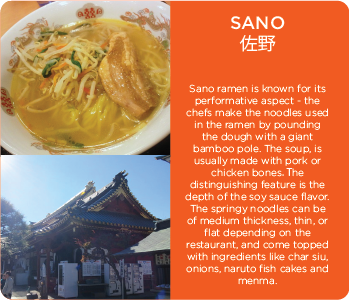 SANO
佐野
Sano ramen is known for its
performative aspect - the
chefs make the noodles used
in the ramen by pounding
the dough with a giant
bamboo pole. The soup, is
usually made with pork or
chicken bones. The
distinguishing feature is the
depth of the soy sauce flavor.
The springy noodles can be
of medium thickness, thin, or
flat depending on the
restaurant, and come topped
with ingredients like char siu,
onions, naruto fish cakes and
menma.